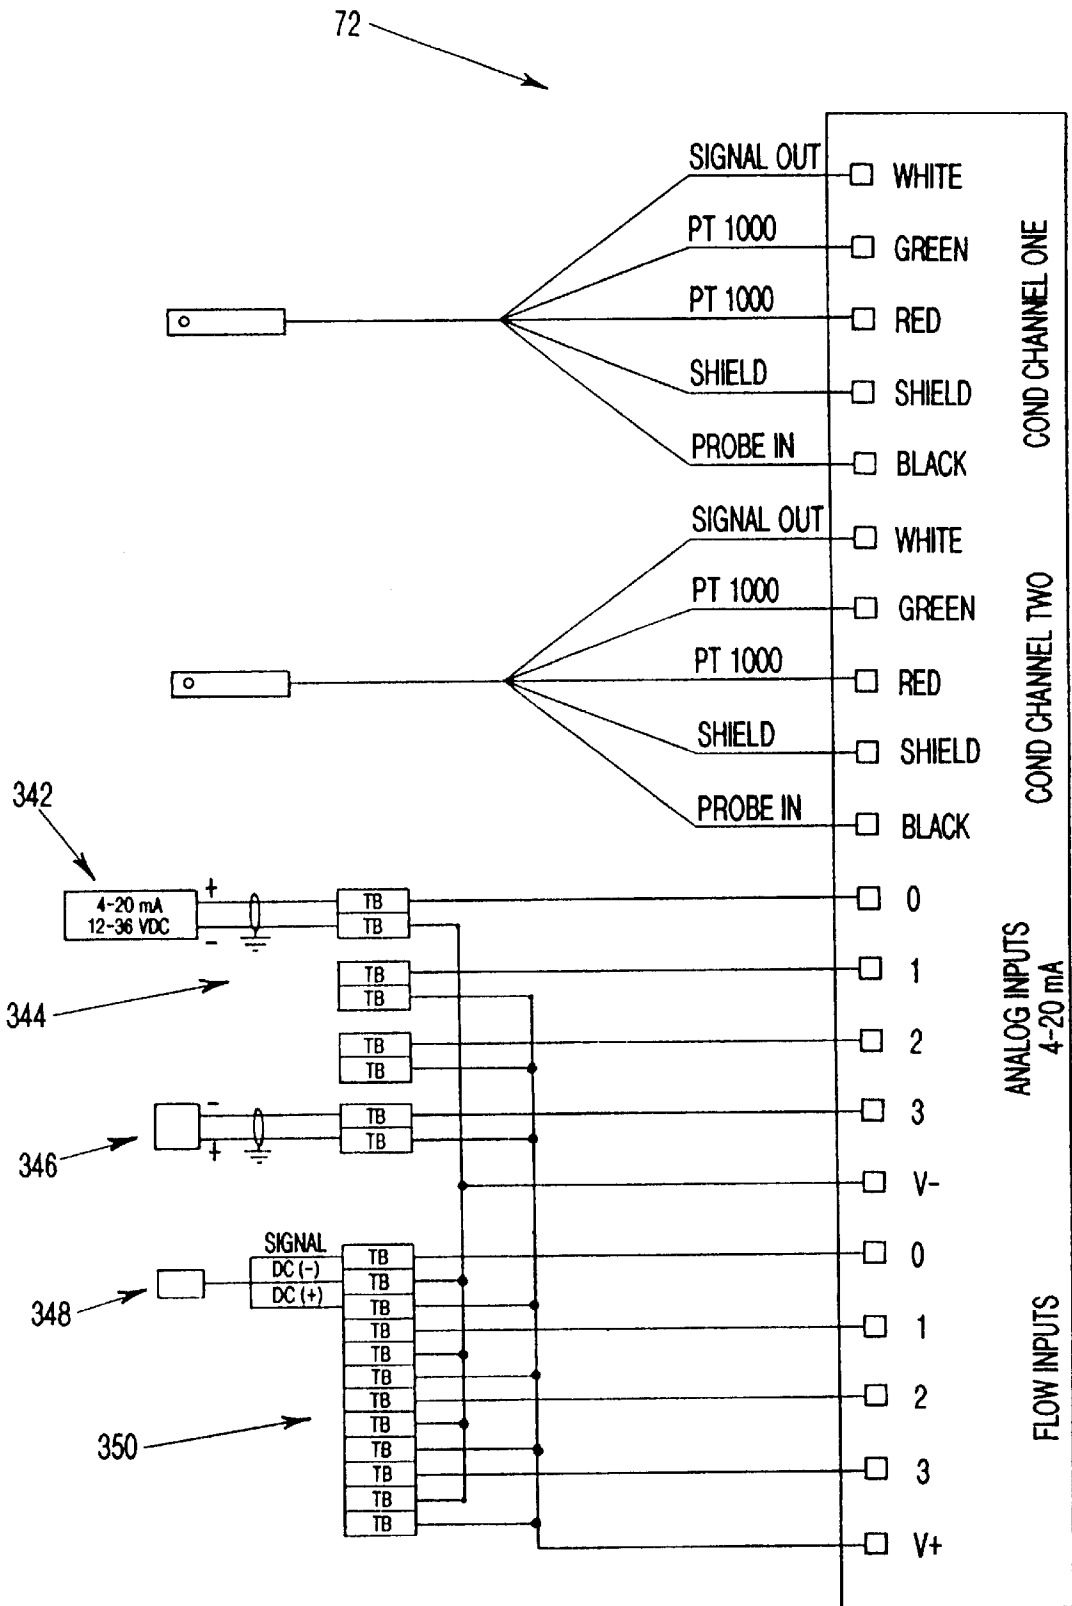 72
SIGNAL OUT
WHITE
PT 1000
GREEN
PT 1000
RED
SHIELD
SHIELD
PROBE IN
BLACK
COND CHANNEL ONE
SIGNAL OUT
WHITE
PT 1000
GREEN
PT 1000
RED
SHIELD
SHIELD
PROBE IN
BLACK
COND CHANNEL TWO
342
4-20 mA
12-36 VDC
+
-
TB
TB
0
344
TB
TB
1
TB
TB
2
346
-
+
TB
TB
3
V-
ANALOG INPUTS
4-20 mA
348
SIGNAL
DC (-)
DC (+)
TB
0
TB
TB
TB
1
TB
TB
TB
2
350
TB
TB
TB
3
TB
TB
V+
FLOW INPUTS